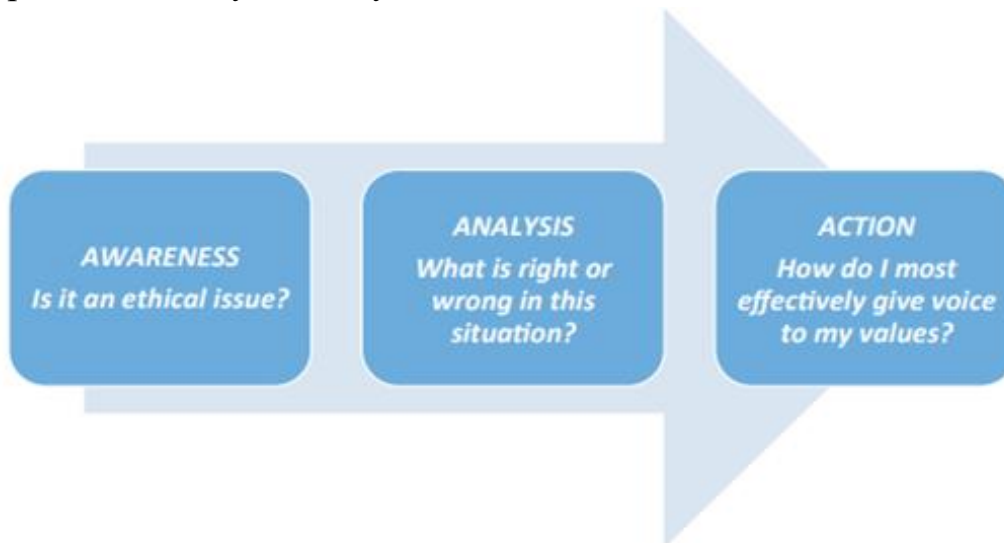 AWARENESS
Is it an ethical issue?
ANALYSIS
What is right or
wrong in this
situation?
ACTION
How do I most
effectively give voice
to my values?